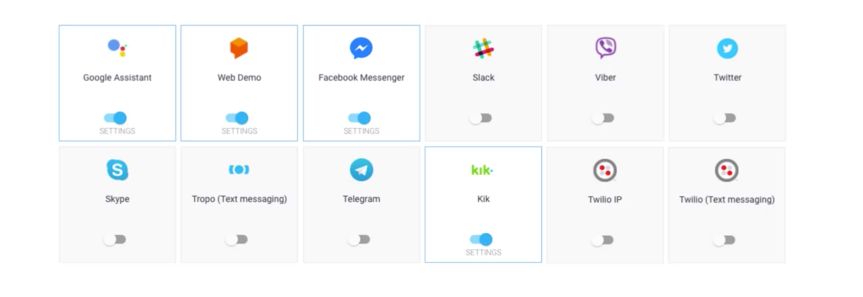 Google Assistant
Web Demo
Facebook Messenger
Slack
Viber
Twitter
SETTINGS
SETTINGS
SETTINGS
S
Skype
Tropo (Text messaging)
Telegram
kik.
Kik
Twilio IP
Twilio (Text messaging)
SETTINGS